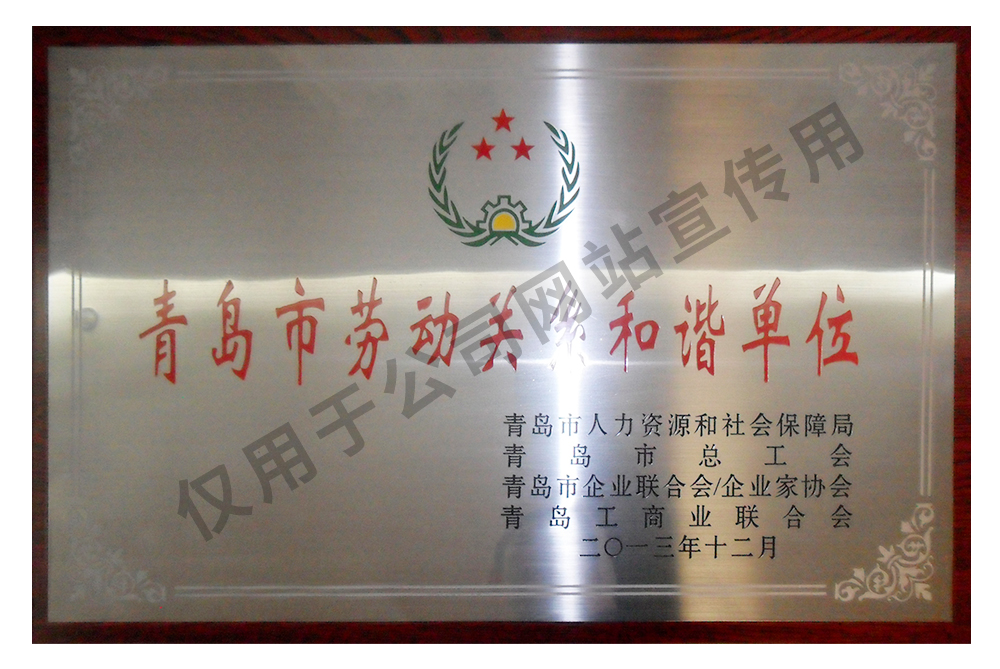 青岛市劳动关系和谐单位
青岛市人力资源和社会保障局
青岛市总工会
青岛市企业联合会/企业家协会
青岛工商业联合会
二〇一三年十二月
仅用于公司网站宣传用